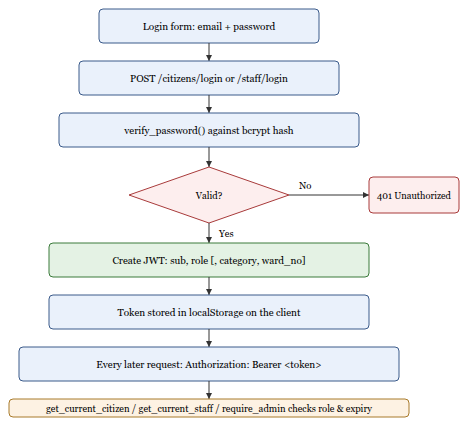 Login form: email + password
POST /citizens/login or /staff/login
verify_password() against bcrypt hash
Valid?
No
401 Unauthorized
Yes
Create JWT: sub, role [, category, ward_no]
Token stored in localStorage on the client
Every later request: Authorization: Bearer <token>
get_current_citizen / get_current_staff / require_admin checks role & expiry